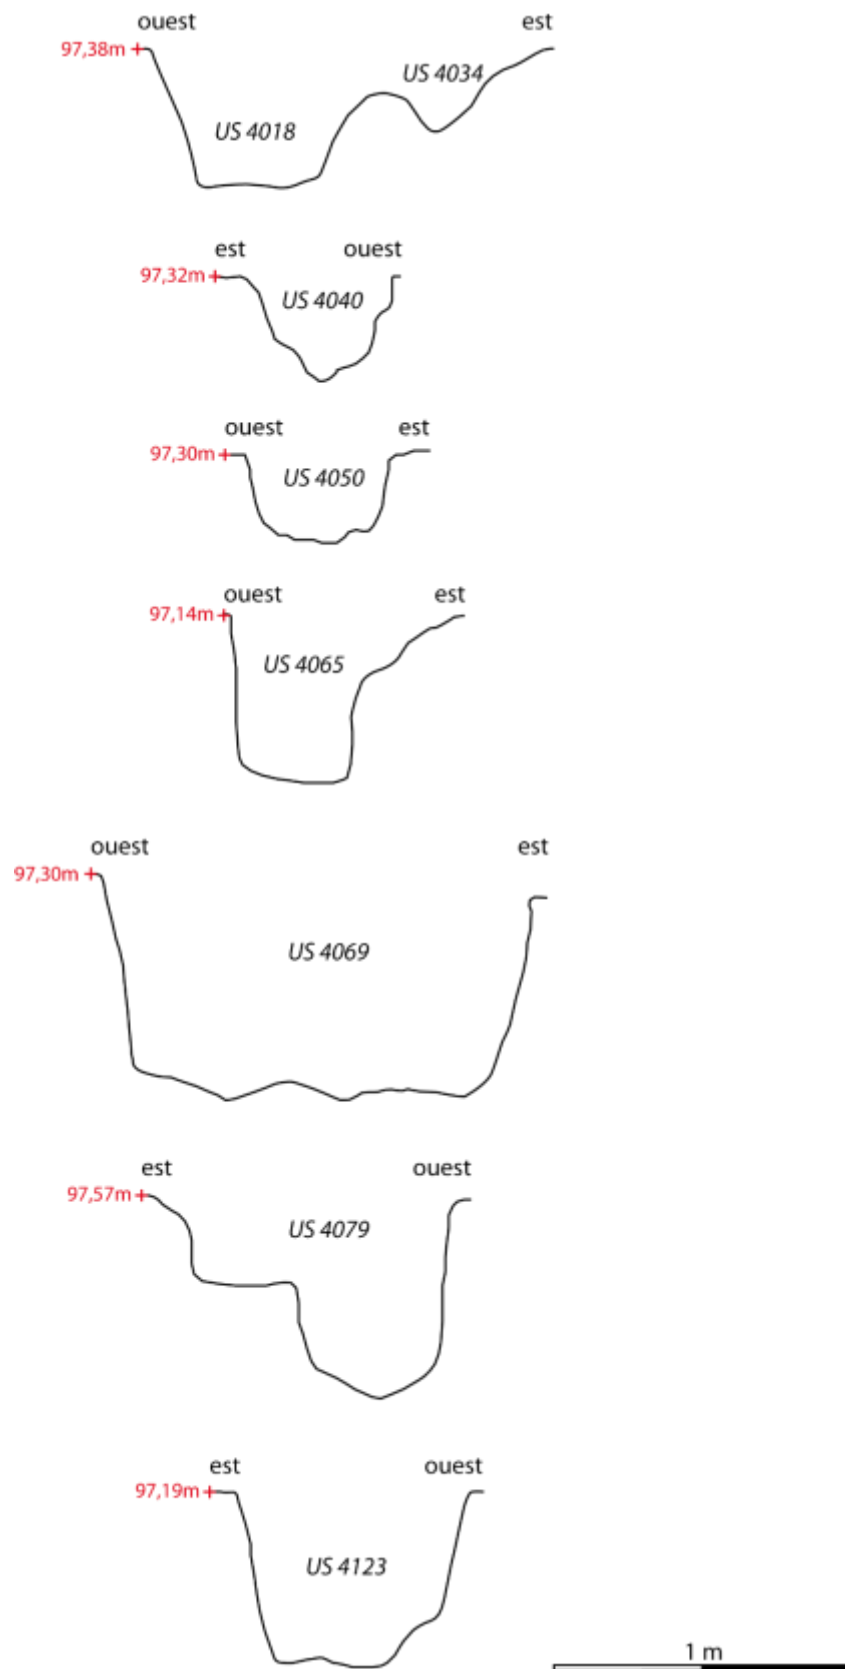 ouest est
97,38m
US 4034
US 4018
est ouest
97,32m
US 4040
ouest est
97,30m
US 4050
ouest est
97,14m
US 4065
ouest est
97,30m
US 4069
est ouest
97,57m
US 4079
est ouest
97,19m
US 4123
1 m